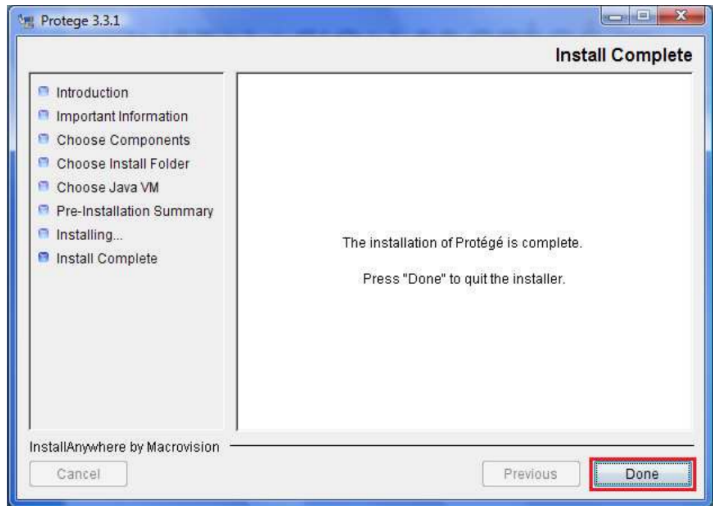 Protege 3.3.1
Install Complete
Introduction
Important Information
Choose Components
Choose Install Folder
Choose Java VM
Pre-Installation Summary
Installing...
Install Complete
The installation of Protégé is complete.
Press "Done" to quit the installer.
InstallAnywhere by Macrovision
Cancel
Previous
Done